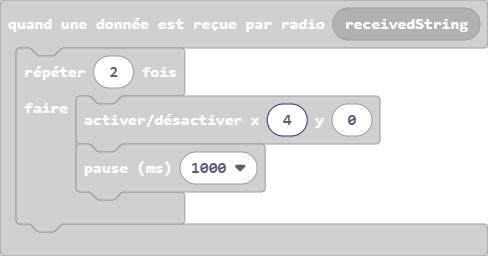 quand une donnée est reçue par radio receivedString
répéter 2 fois
faire
activer/désactiver x 4 y 0
pause (ms) 1000